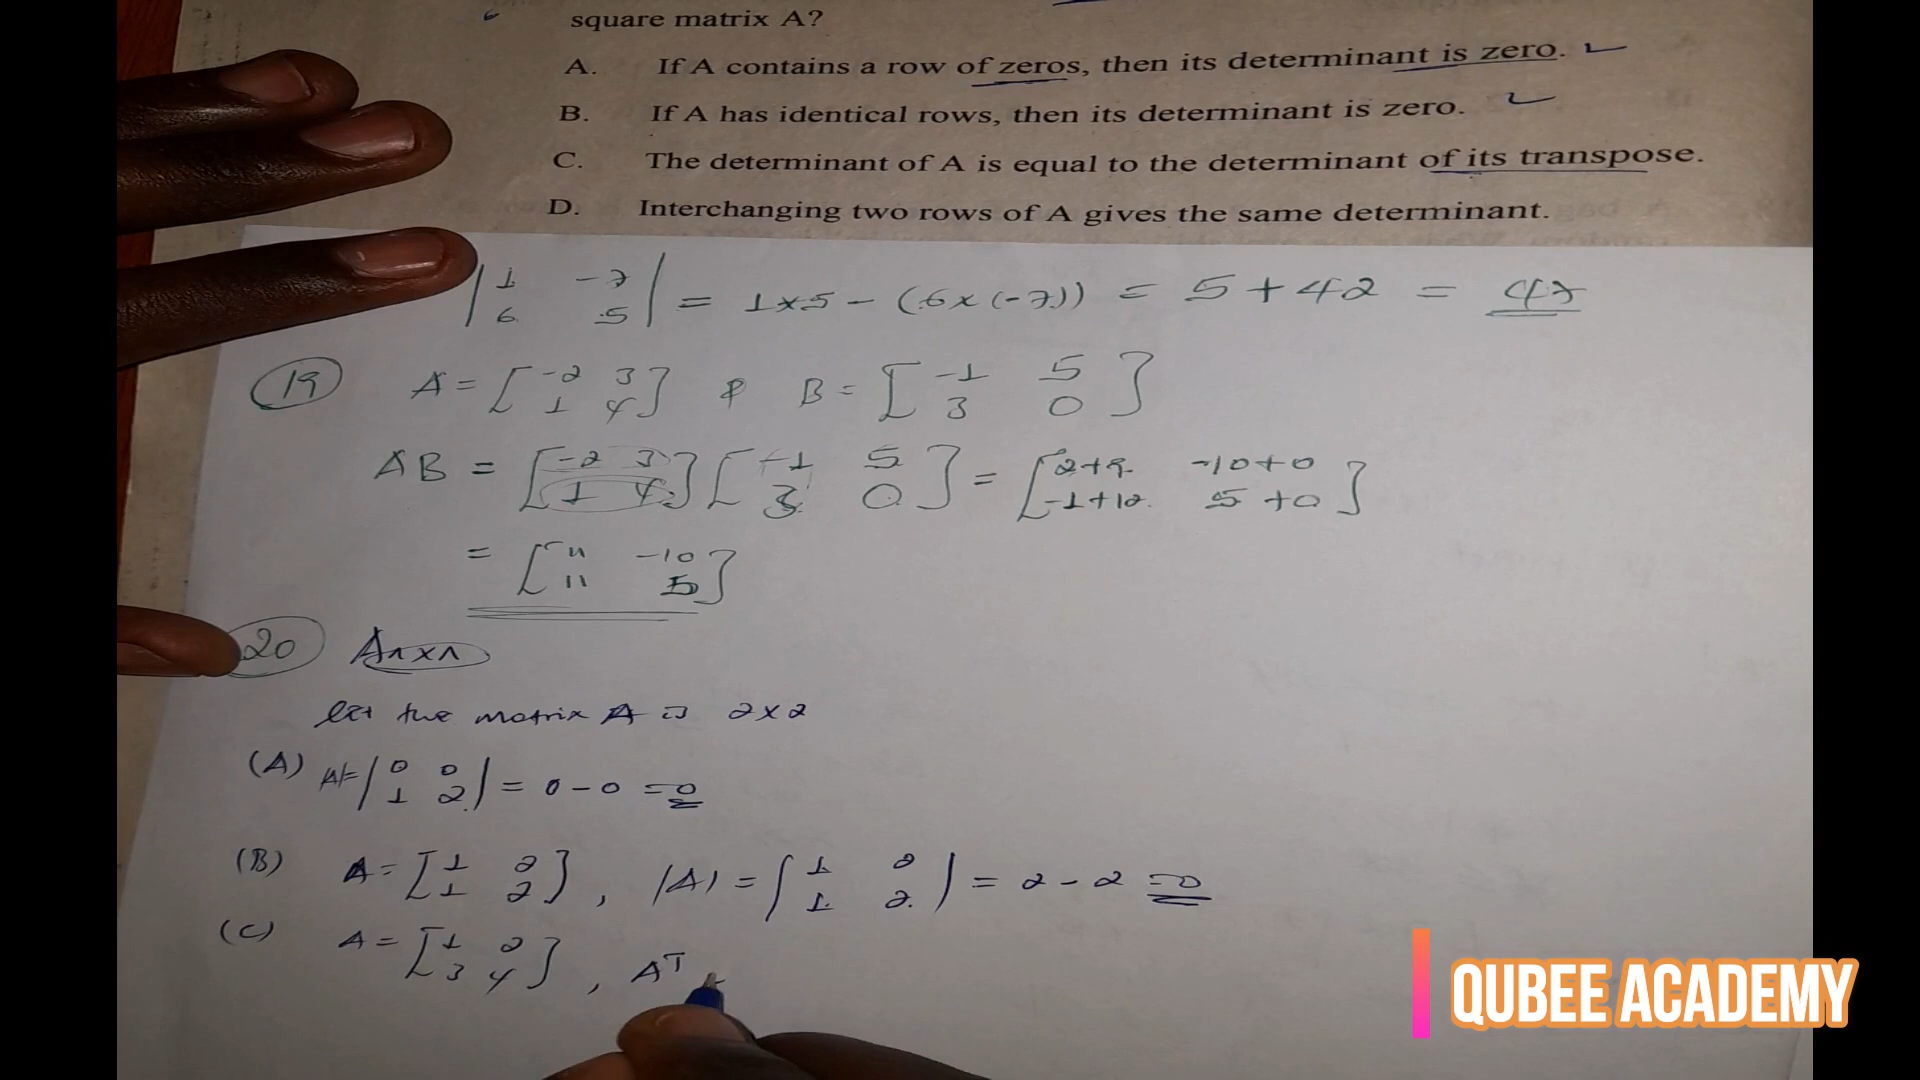 square matrix A?
A. If A contains a row of zeros, then its determinant is zero.
B. If A has identical rows, then its determinant is zero.
C. The determinant of A is equal to the determinant of its transpose.
D. Interchanging two rows of A gives the same determinant.
| 1 -7 |
| 6 5 | = 1×5 - (6×(-7)) = 5+42 = 47
19 A = [ -2 3 ; 1 4 ] & B = [ -1 5 ; 3 0 ]
AB = [ -2 3 ; 1 4 ] [ -1 5 ; 3 0 ] = [ 2+9 -10+0 ; -1+12 5+0 ]
= [ 11 -10 ; 11 5 ]
20 Anxn
let the matrix A is 2×2
(A) |A|= | 0 0 ; 1 2 | = 0-0 =0
(B) A = [ 1 2 ; 1 2 ], |A| = | 1 2 ; 1 2 | = 2-2 =0
(C) A = [ 1 2 ; 3 4 ], A^T
QUBEE ACADEMY